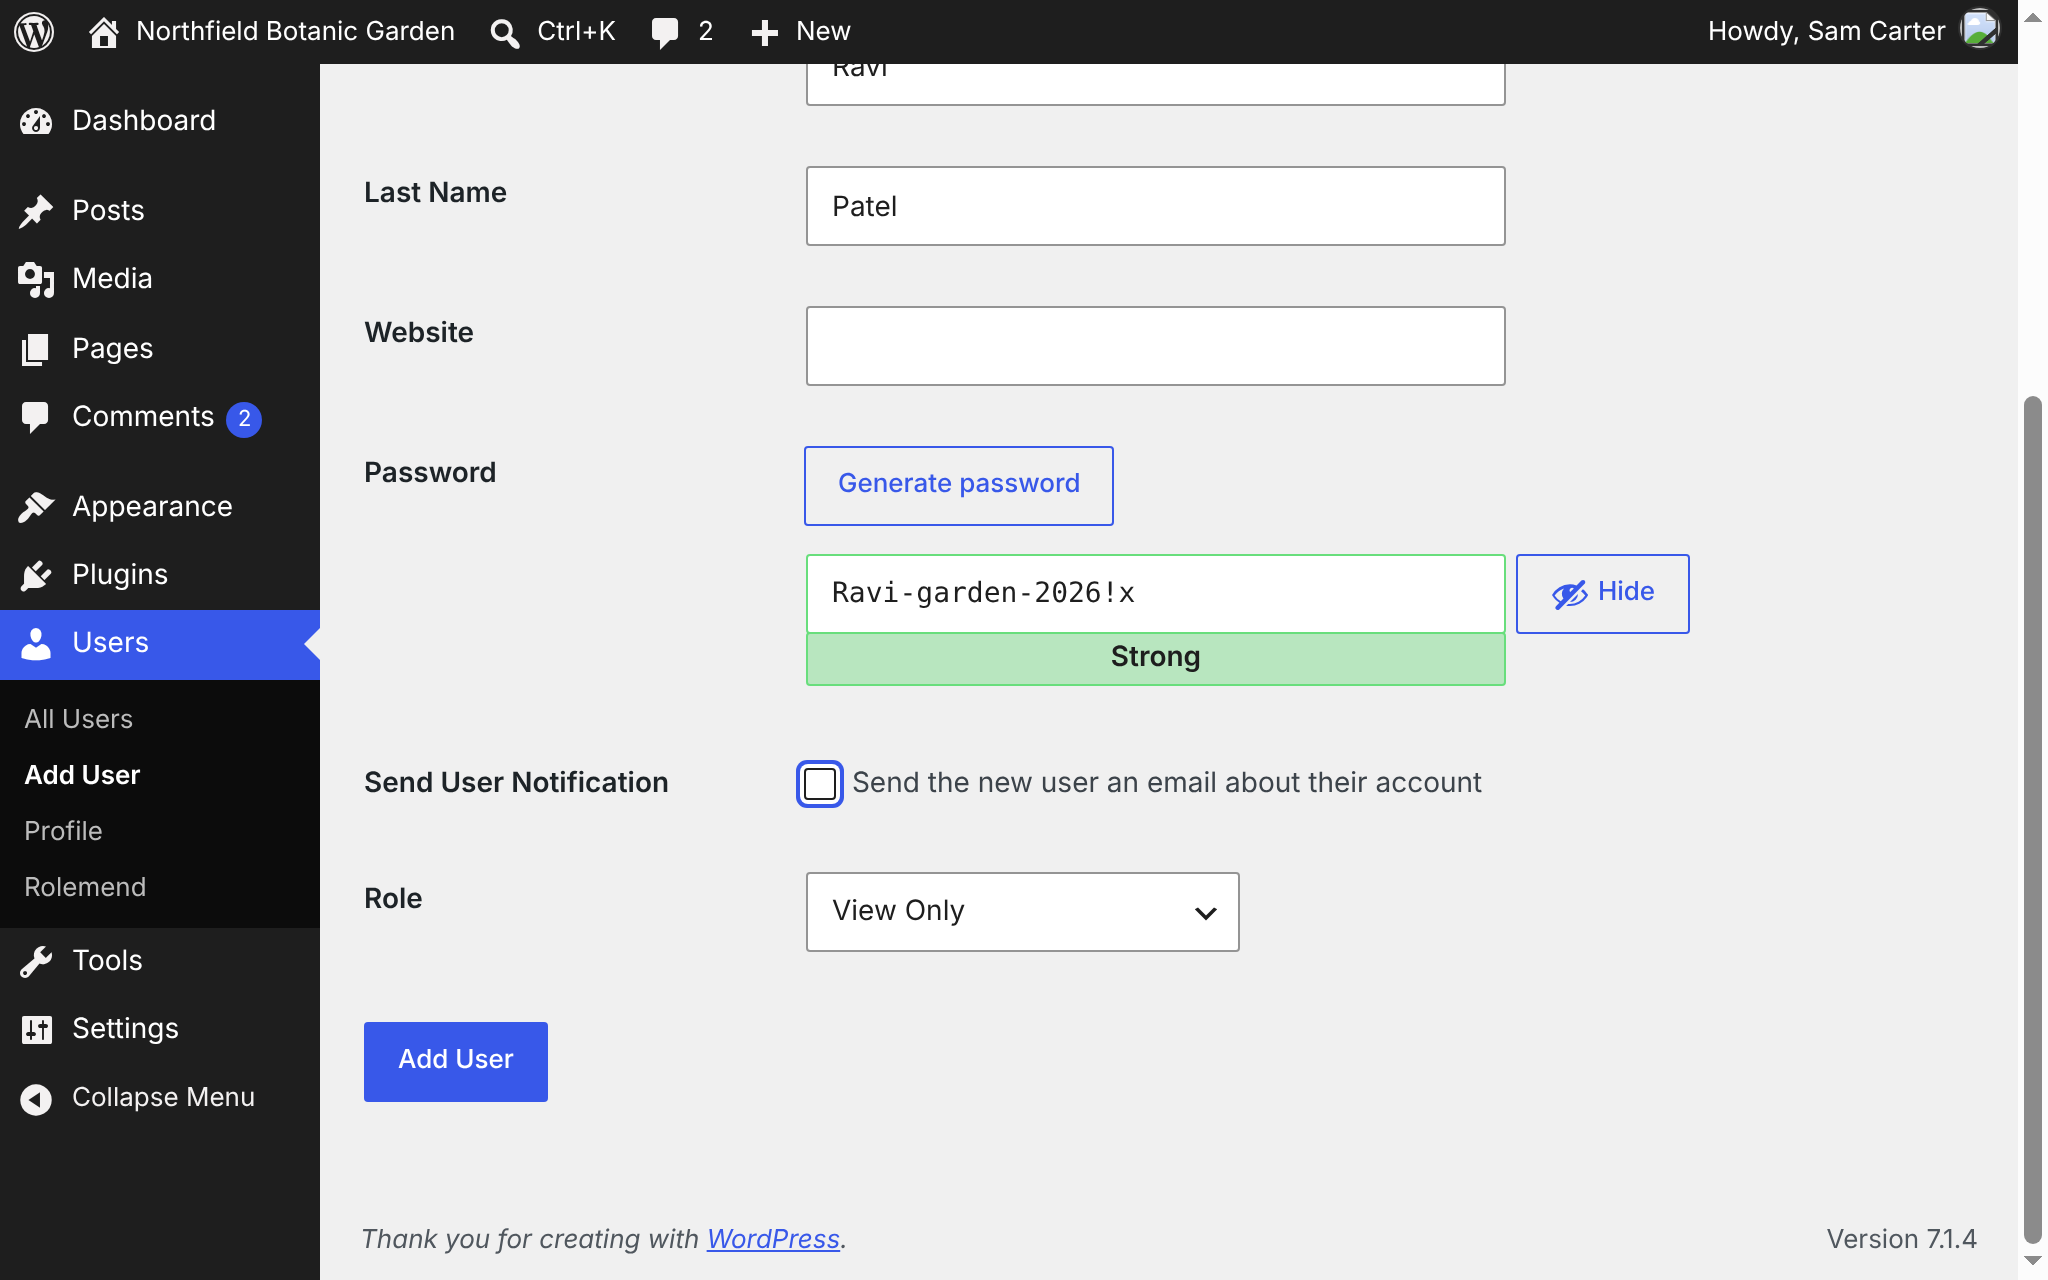 Northfield Botanic Garden Ctrl+K 2 New Howdy, Sam Carter
Dashboard
Posts
Media
Pages
Comments 2
Appearance
Plugins
Users
All Users
Add User
Profile
Rolemend
Tools
Settings
Collapse Menu
Ravi
Last Name Patel
Website
Password Generate password
Ravi-garden-2026!x Hide
Strong
Send User Notification Send the new user an email about their account
Role View Only
Add User
Thank you for creating with WordPress. Version 7.1.4